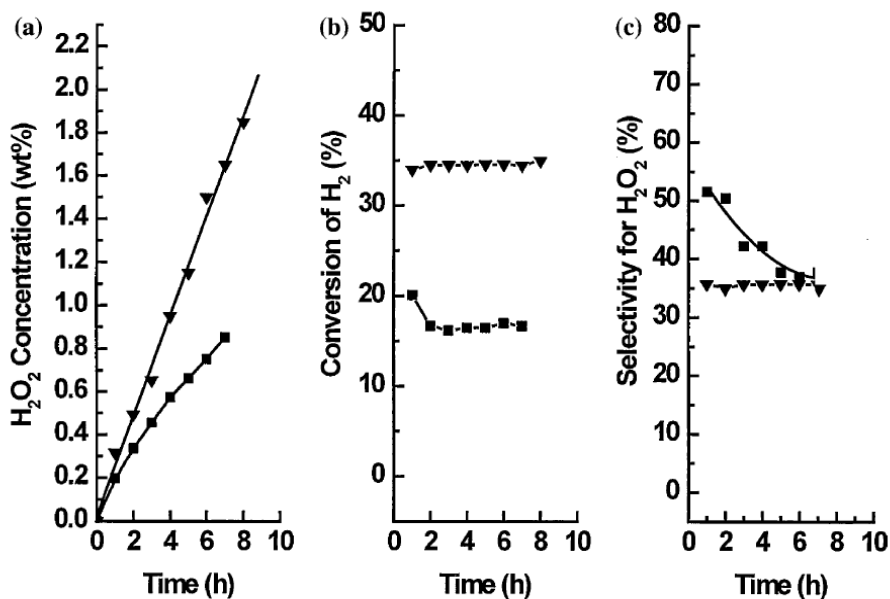 (a)
H₂O₂ Concentration (wt%)
2.2
2.0
1.8
1.6
1.4
1.2
1.0
0.8
0.6
0.4
0.2
0.0
0 2 4 6 8 10
Time (h)
(b)
Conversion of H₂ (%)
50
40
30
20
10
0
0 2 4 6 8 10
Time (h)
(c)
Selectivity for H₂O₂ (%)
80
70
60
50
40
30
20
10
0
0 2 4 6 8 10
Time (h)